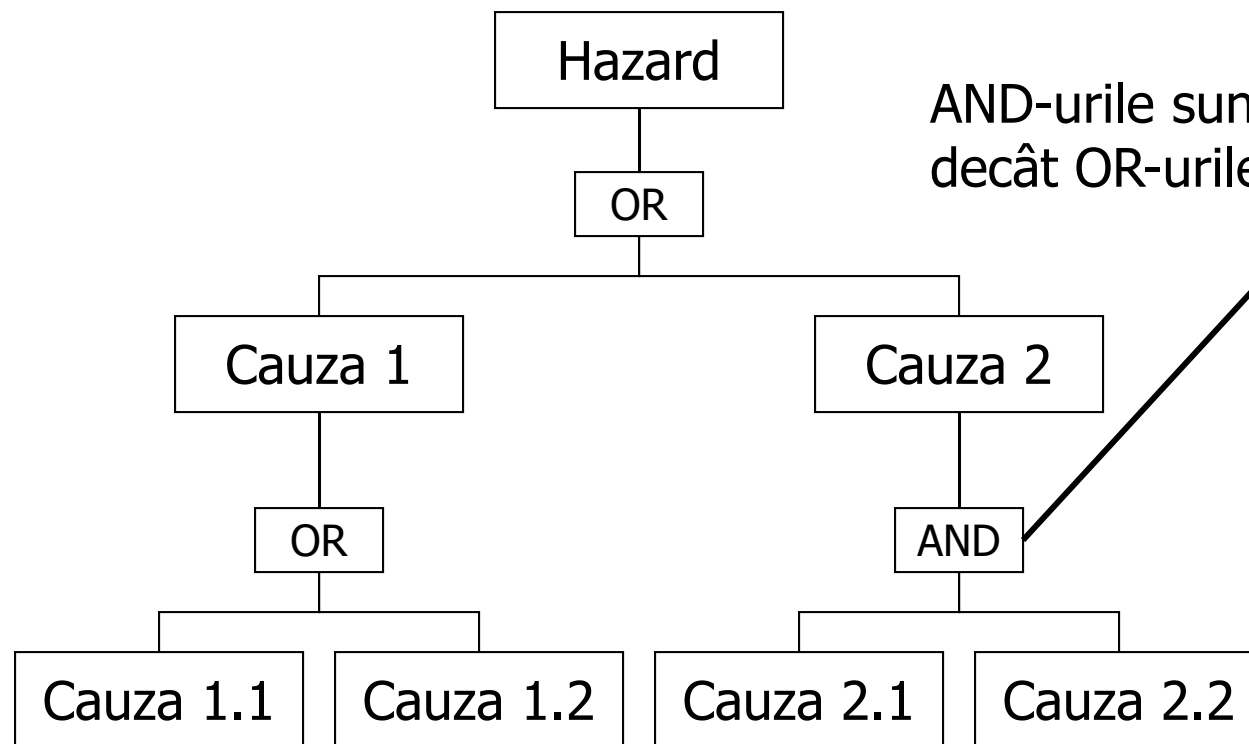 Hazard
AND-urile sun
decât OR-urile
OR
Cauza 1
Cauza 2
OR
AND
Cauza 1.1
Cauza 1.2
Cauza 2.1
Cauza 2.2